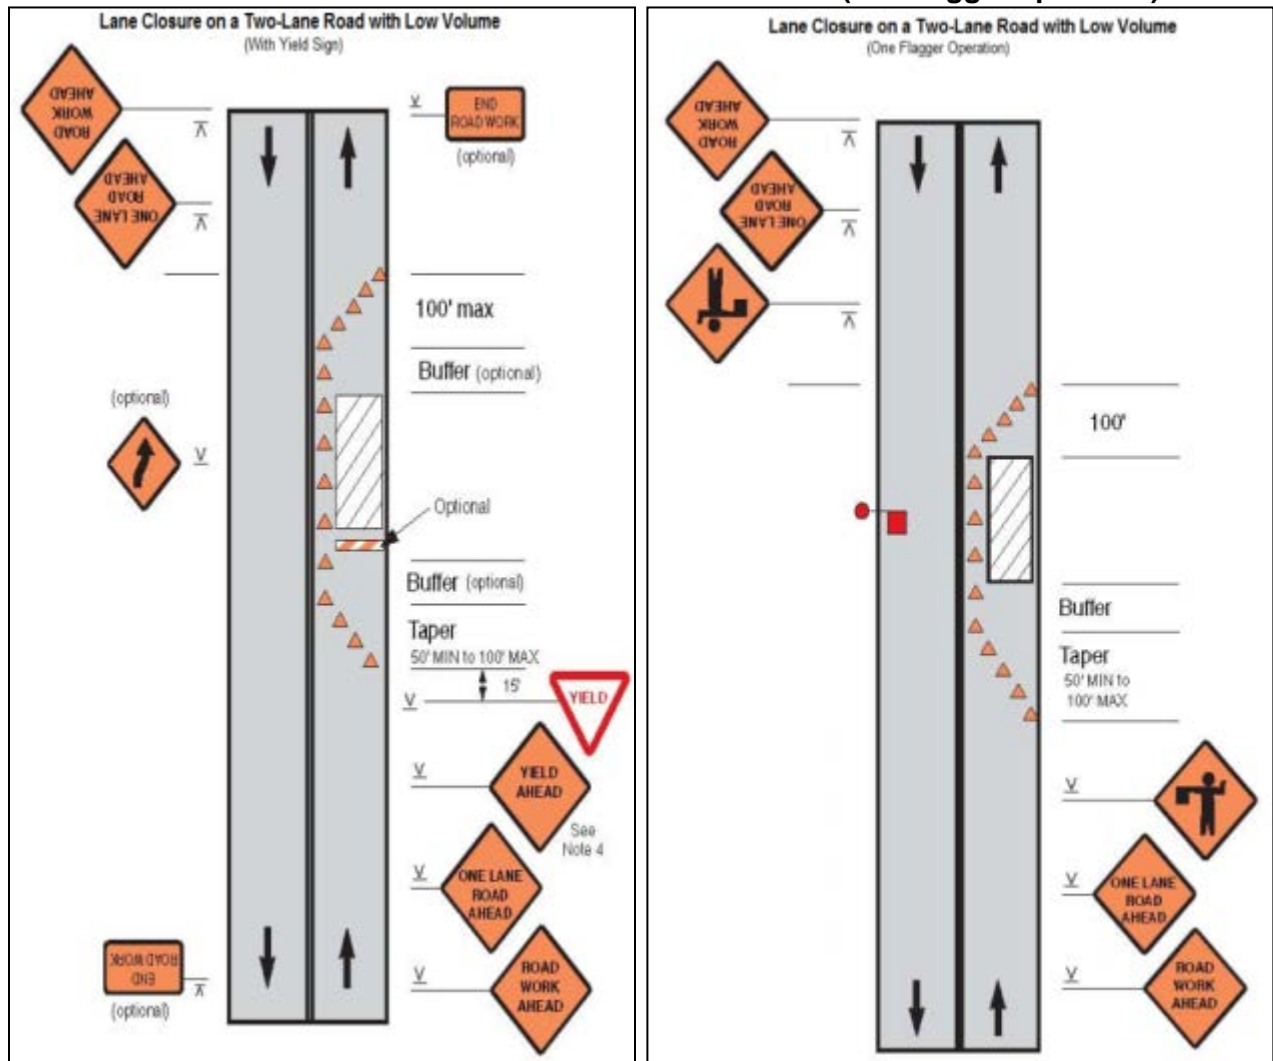 Lane Closure on a Two-Lane Road with Low Volume
(With Yield Sign)
ROAD
WORK
AHEAD
ONE LANE
ROAD
AHEAD
END
ROAD WORK
(optional)
100' max
Buffer (optional)
(optional)
Optional
Buffer (optional)
Taper
50' MIN to 100' MAX
15'
YIELD
YIELD
AHEAD
See
Note 4
ONE LANE
ROAD
AHEAD
ROAD
WORK
AHEAD
END
ROAD WORK
(optional)
Lane Closure on a Two-Lane Road with Low Volume
(One Flagger Operation)
ROAD
WORK
AHEAD
ONE LANE
ROAD
AHEAD
100'
Buffer
Taper
50' MIN to
100' MAX
ONE LANE
ROAD
AHEAD
ROAD
WORK
AHEAD